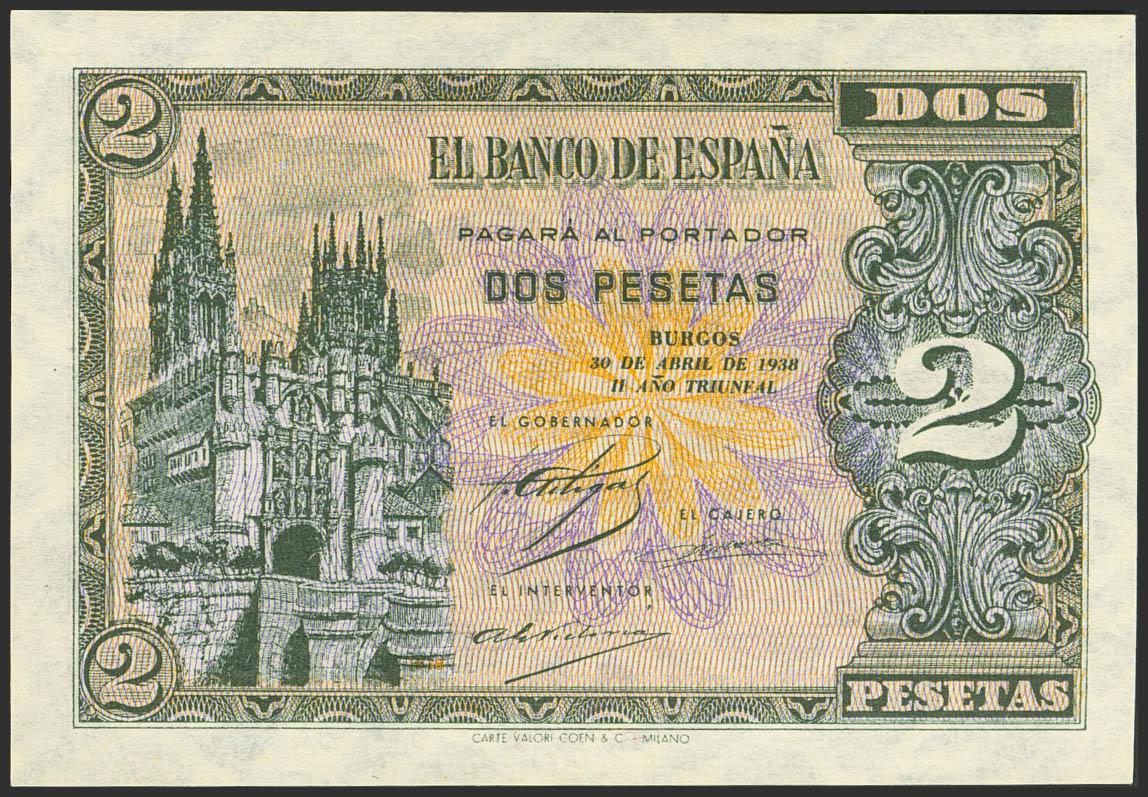 2
DOS
EL BANCO DE ESPAÑA
PAGARÁ AL PORTADOR
DOS PESETAS
BURGOS
30 DE ABRIL DE 1938
II AÑO TRIUNFAL
2
EL GOBERNADOR
EL CAJERO
EL INTERVENTOR
2
PESETAS
CARTE VALORI COEN & C - MILANO